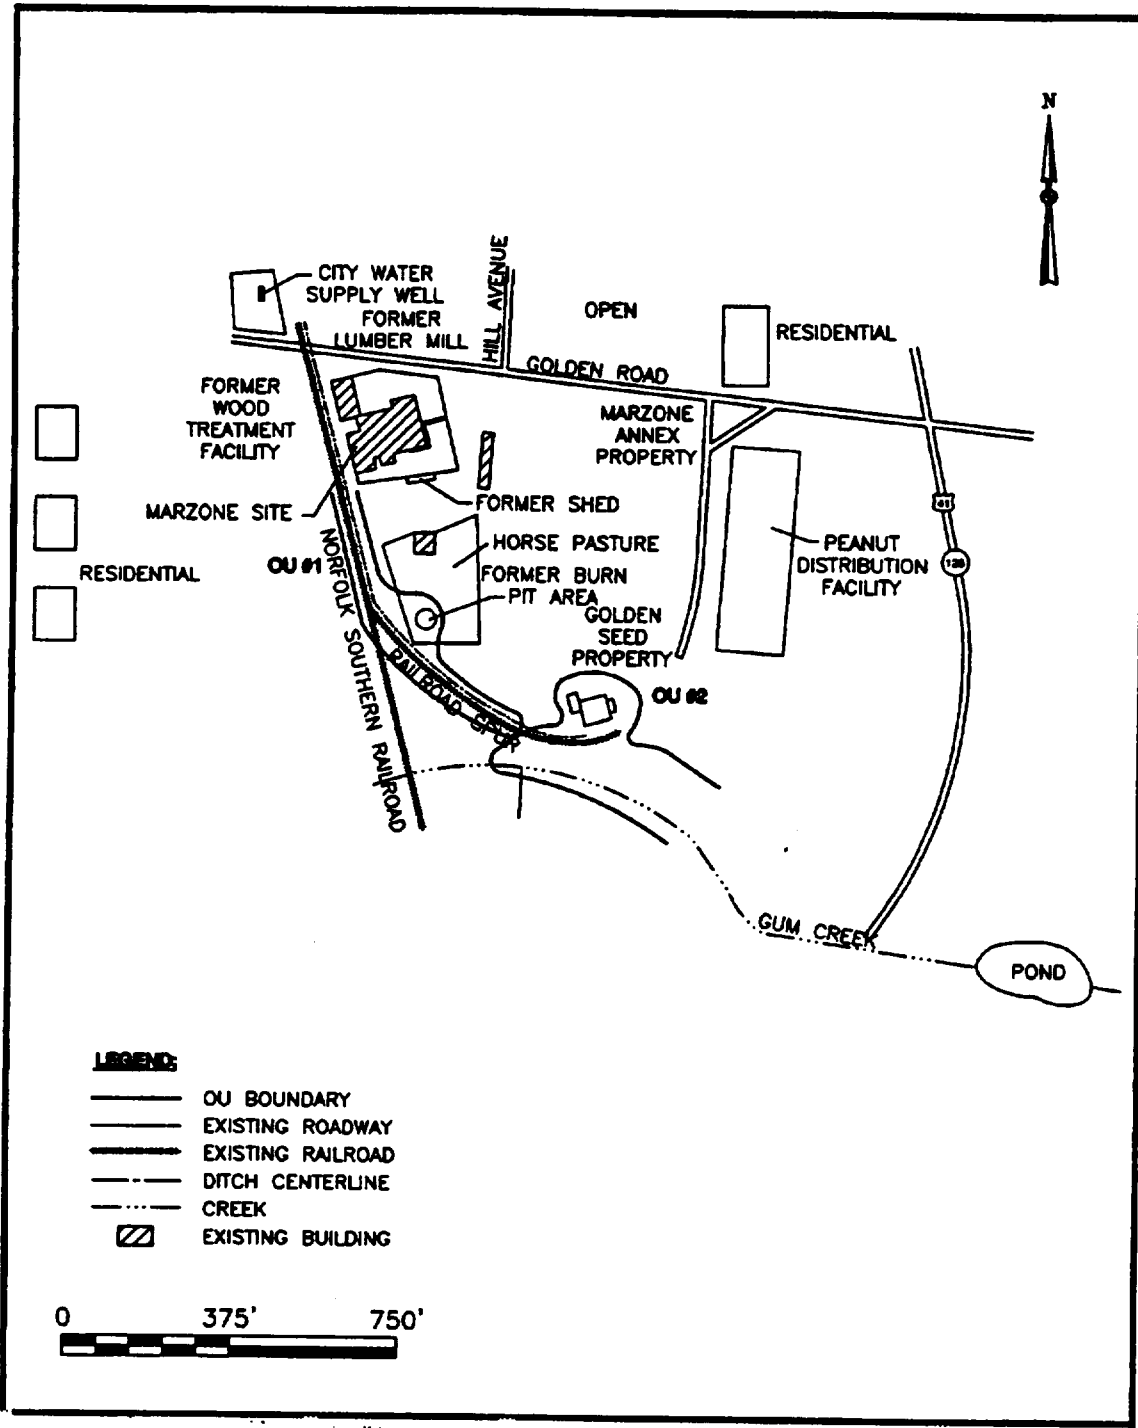 N
CITY WATER
SUPPLY WELL
FORMER
LUMBER MILL
HILL AVENUE
OPEN
RESIDENTIAL
GOLDEN ROAD
FORMER
WOOD
TREATMENT
FACILITY
MARZONE
ANNEX
PROPERTY
MARZONE SITE
FORMER SHED
41
HORSE PASTURE
PEANUT
DISTRIBUTION
FACILITY
OU #1
RESIDENTIAL
FORMER BURN
PIT AREA
GOLDEN
SEED
PROPERTY
NORFOLK SOUTHERN RAILROAD
RAILROAD SPUR
OU #2
GUM CREEK
POND
LEGEND:
OU BOUNDARY
EXISTING ROADWAY
EXISTING RAILROAD
DITCH CENTERLINE
CREEK
EXISTING BUILDING
0 375' 750'